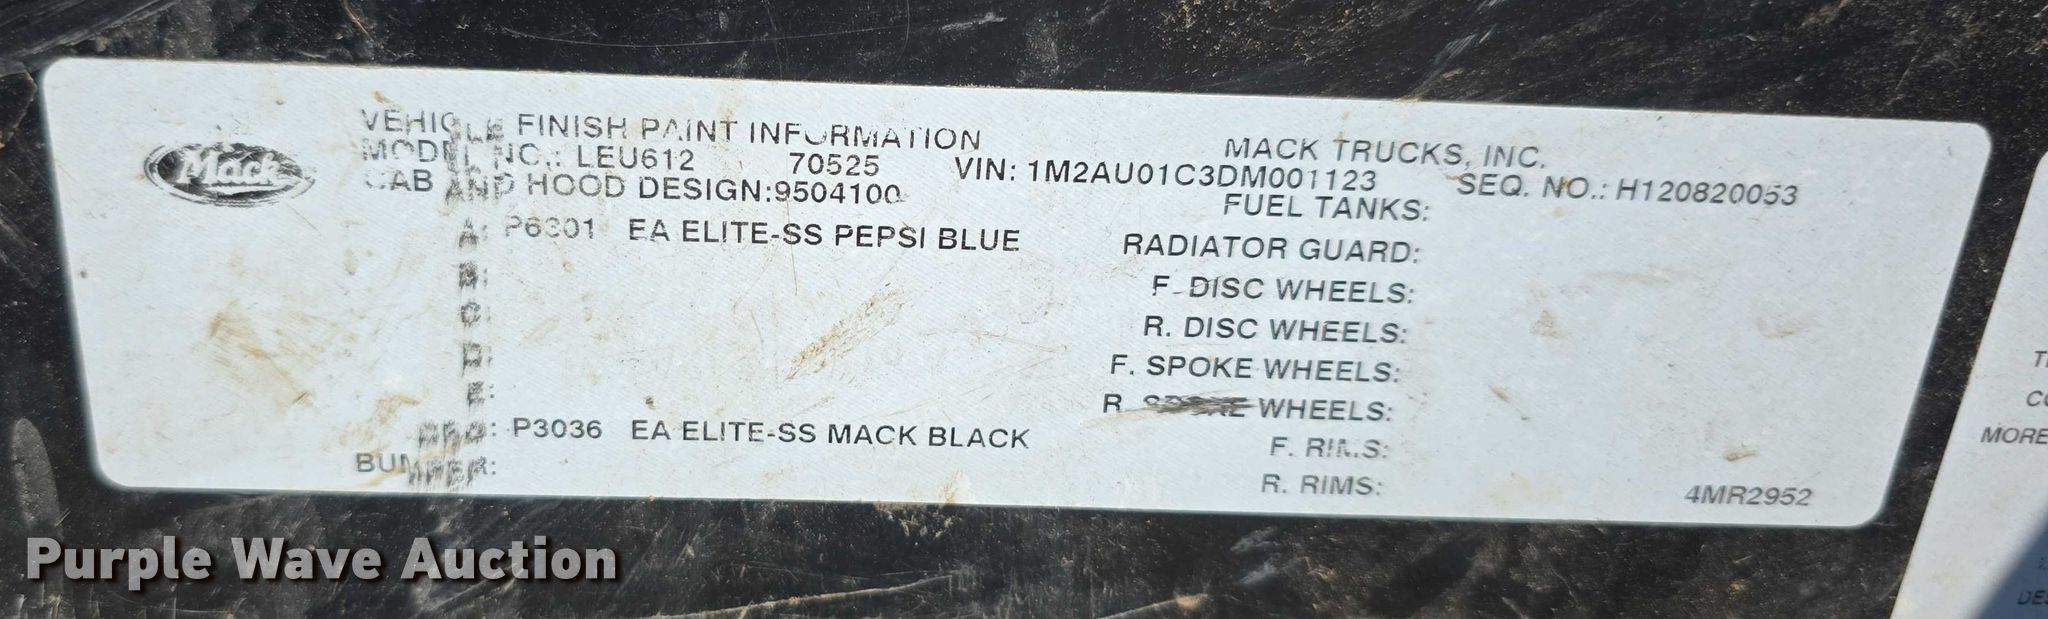 Mack
VEHICLE FINISH PAINT INFORMATION
MACK TRUCKS, INC.
MODEL NO.: LEU612 70525 VIN: 1M2AU01C3DM001123 SEQ. NO.: H120820053
CAB AND HOOD DESIGN:9504100
FUEL TANKS:
A: P6301 EA ELITE-SS PEPSI BLUE
RADIATOR GUARD:
B:
F. DISC WHEELS:
C:
R. DISC WHEELS:
D:
F. SPOKE WHEELS:
E:
R. SPOKE WHEELS:
P3036 EA ELITE-SS MACK BLACK
F. RIMS:
BUMPER:
R. RIMS:
4MR2952
MORE
Purple Wave Auction